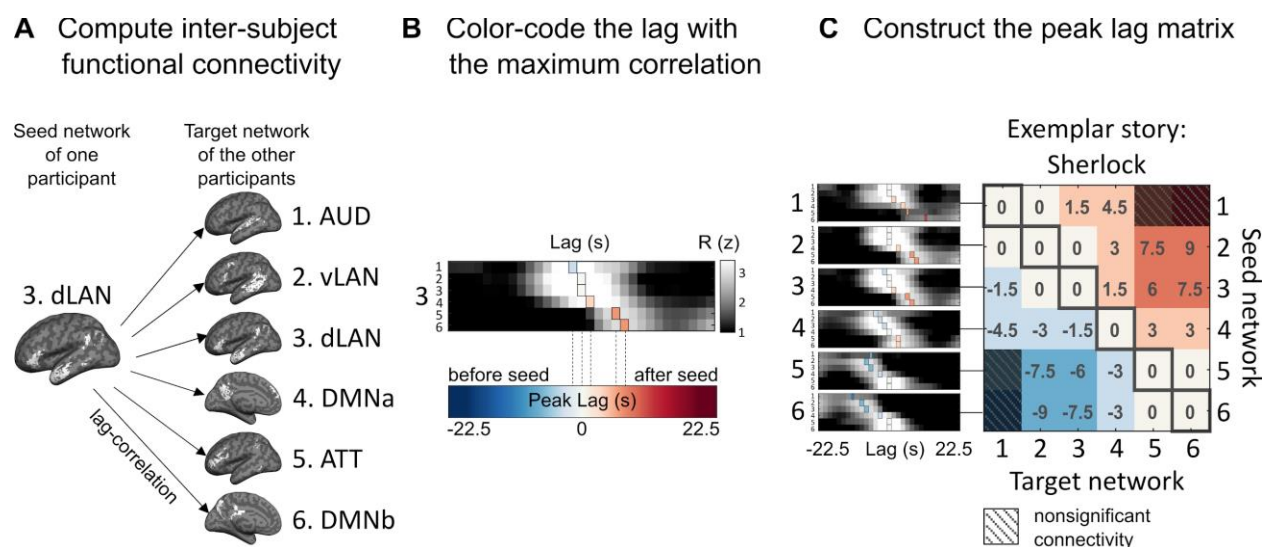 A Compute inter-subject
functional connectivity
Seed network
of one
participant
Target network
of the other
participants
3. dLAN
lag-correlation
1. AUD
2. vLAN
3. dLAN
4. DMNa
5. ATT
6. DMNb
B Color-code the lag with
the maximum correlation
Lag (s)
R (z)
3
1
2
3
4
5
6
3
2
1
before seed
after seed
Peak Lag (s)
-22.5 0 22.5
C Construct the peak lag matrix
Exemplar story:
Sherlock
1 0 0 1.5 4.5 1
2 0 0 0 3 7.5 9 2
3 -1.5 0 0 1.5 6 7.5 3
4 -4.5 -3 -1.5 0 3 3 4
5 -7.5 -6 -3 0 0 5
6 -9 -7.5 -3 0 0 6
Seed network
-22.5 Lag (s) 22.5
1 2 3 4 5 6
Target network
nonsignificant
connectivity